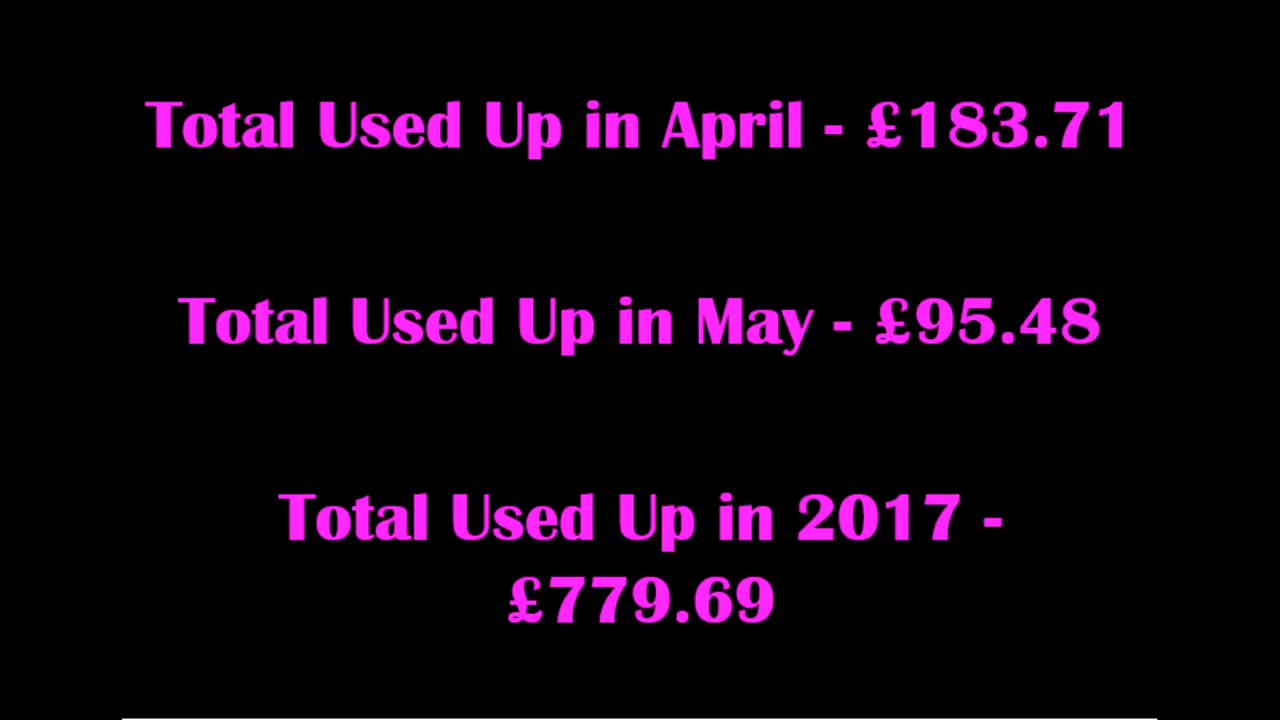 Total Used Up in April - £183.71
Total Used Up in May - £95.48
Total Used Up in 2017 -
£779.69